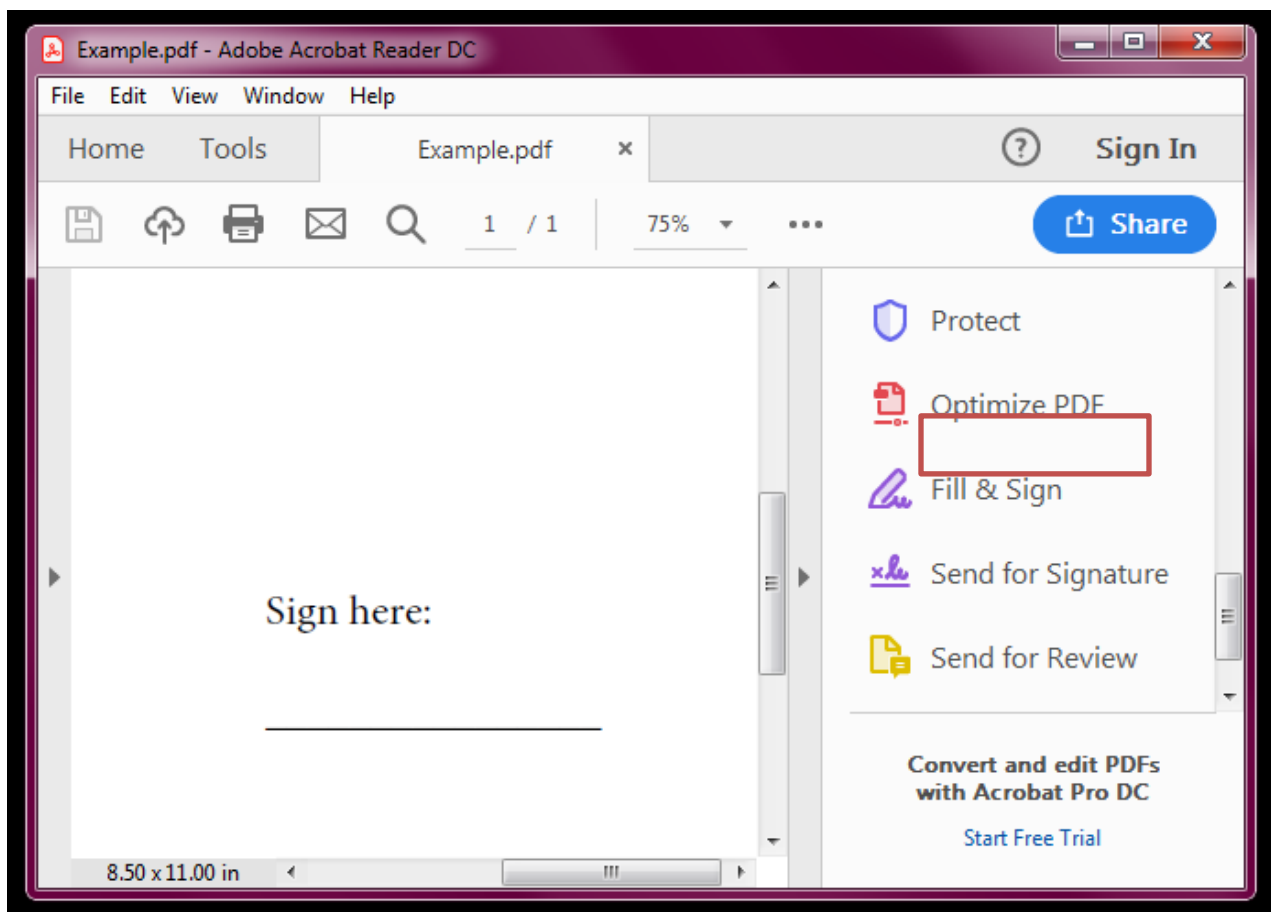 Example.pdf - Adobe Acrobat Reader DC
File Edit View Window Help
Home Tools Example.pdf × ? Sign In
1 / 1 75% Share
Protect
Optimize PDF
Fill & Sign
Send for Signature
Sign here:
Send for Review
Convert and edit PDFs
with Acrobat Pro DC
Start Free Trial
8.50 x 11.00 in